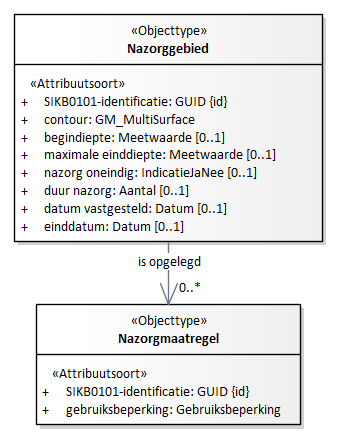 «Objecttype»
Nazorggebied
«Attribuutsoort»
+ SIKB0101-identificatie: GUID {id}
+ contour: GM_MultiSurface
+ begindiepte: Meetwaarde [0..1]
+ maximale einddiepte: Meetwaarde [0..1]
+ nazorg oneindig: IndicatieJaNee [0..1]
+ duur nazorg: Aantal [0..1]
+ datum vastgesteld: Datum [0..1]
+ einddatum: Datum [0..1]
is opgelegd
0..*
«Objecttype»
Nazorgmaatregel
«Attribuutsoort»
+ SIKB0101-identificatie: GUID {id}
+ gebruiksbeperking: Gebruiksbeperking